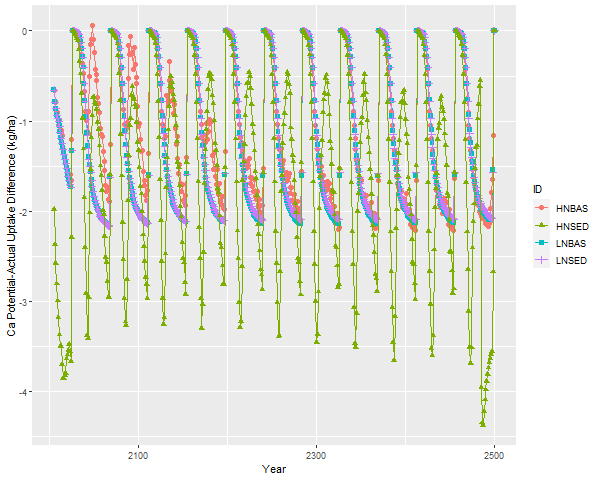 Ca Potential-Actual Uptake Difference (kg/ha)
0
-1
-2
-3
-4
2100
2300
2500
Year
ID
HNBAS
HNSED
LNBAS
LNSED